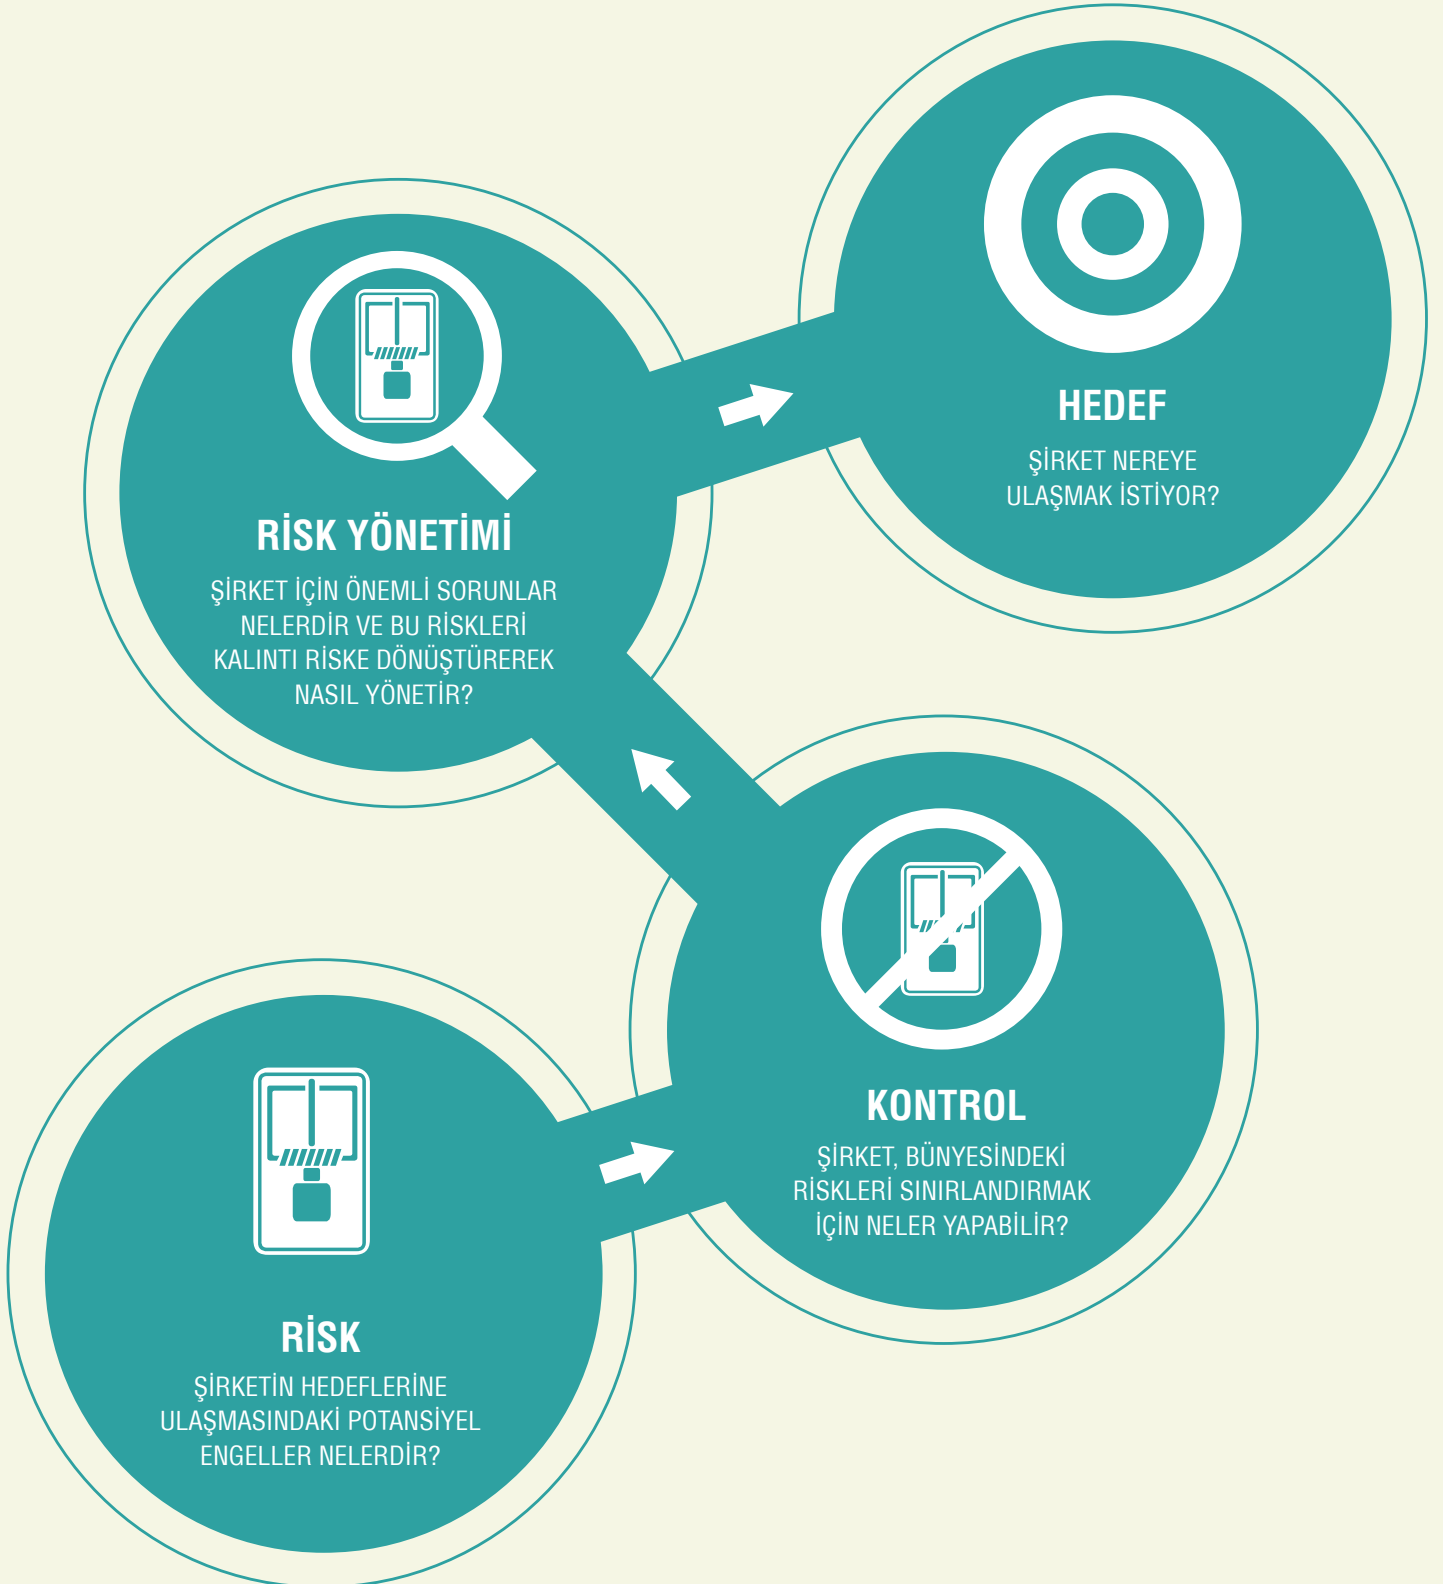 HEDEF
ŞİRKET NEREYE
ULAŞMAK İSTİYOR?
RİSK YÖNETİMİ
ŞİRKET İÇİN ÖNEMLİ SORUNLAR
NELERDİR VE BU RİSKLERİ
KALINTI RİSKE DÖNÜŞTÜREREK
NASIL YÖNETİR?
KONTROL
ŞİRKET, BÜNYESİNDEKİ
RİSKLERİ SINIRLANDIRMAK
İÇİN NELER YAPABİLİR?
RİSK
ŞİRKETİN HEDEFLERİNE
ULAŞMASINDAKİ POTANSİYEL
ENGELLER NELERDİR?